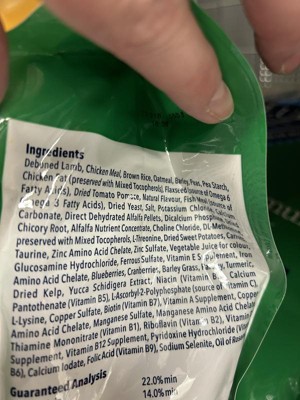 Ingredients
Deboned Lamb, Chicken Meal, Brown Rice, Oatmeal, Barley, Peas, Pea Starch,
Chicken Fat (preserved with Mixed Tocopherols), Flaxseed (source of Omega 6
Fatty Acids), Dried Tomato Pomace, Natural Flavour, Fish Meal (source of
Omega 3 Fatty Acids), Dried Yeast, Salt, Potassium Chloride,
Carbonate, Direct Dehydrated Alfalfa Pellets, Dicalcium Phosphate,
Chicory Root, Alfalfa Nutrient Concentrate, Choline Chloride, DL-Meth
preserved with Mixed Tocopherols, L-Threonine, Dried Sweet Potatoes, Carrots,
Taurine, Zinc Amino Acid Chelate, Zinc Sulfate, Vegetable Juice for colour,
Glucosamine Hydrochloride, Ferrous Sulfate, Vitamin E Supplement, Iron
Amino Acid Chelate, Blueberries, Cranberries, Barley Grass, Turmeric,
Dried Kelp, Yucca Schidigera Extract, Niacin (Vitamin Calcium
Pantothenate (Vitamin B5), L-Ascorbyl-2-Polyphosphate (source of Vitamin C),
L-Lysine, Copper Sulfate, Biotin (Vitamin B7), Vitamin A Supplement, Copper
Amino Acid Chelate, Manganese Sulfate, Manganese Amino Acid Chelate,
Thiamine Mononitrate (Vitamin B1), Riboflavin (Vitamin B2), Vitamin
Supplement, Vitamin B12 Supplement, Pyridoxine Hydrochloride (Vitamin
B6), Calcium Iodate, Folic Acid (Vitamin B9), Sodium Selenite, Oil of
Guaranteed Analysis
22.0% min
14.0% min